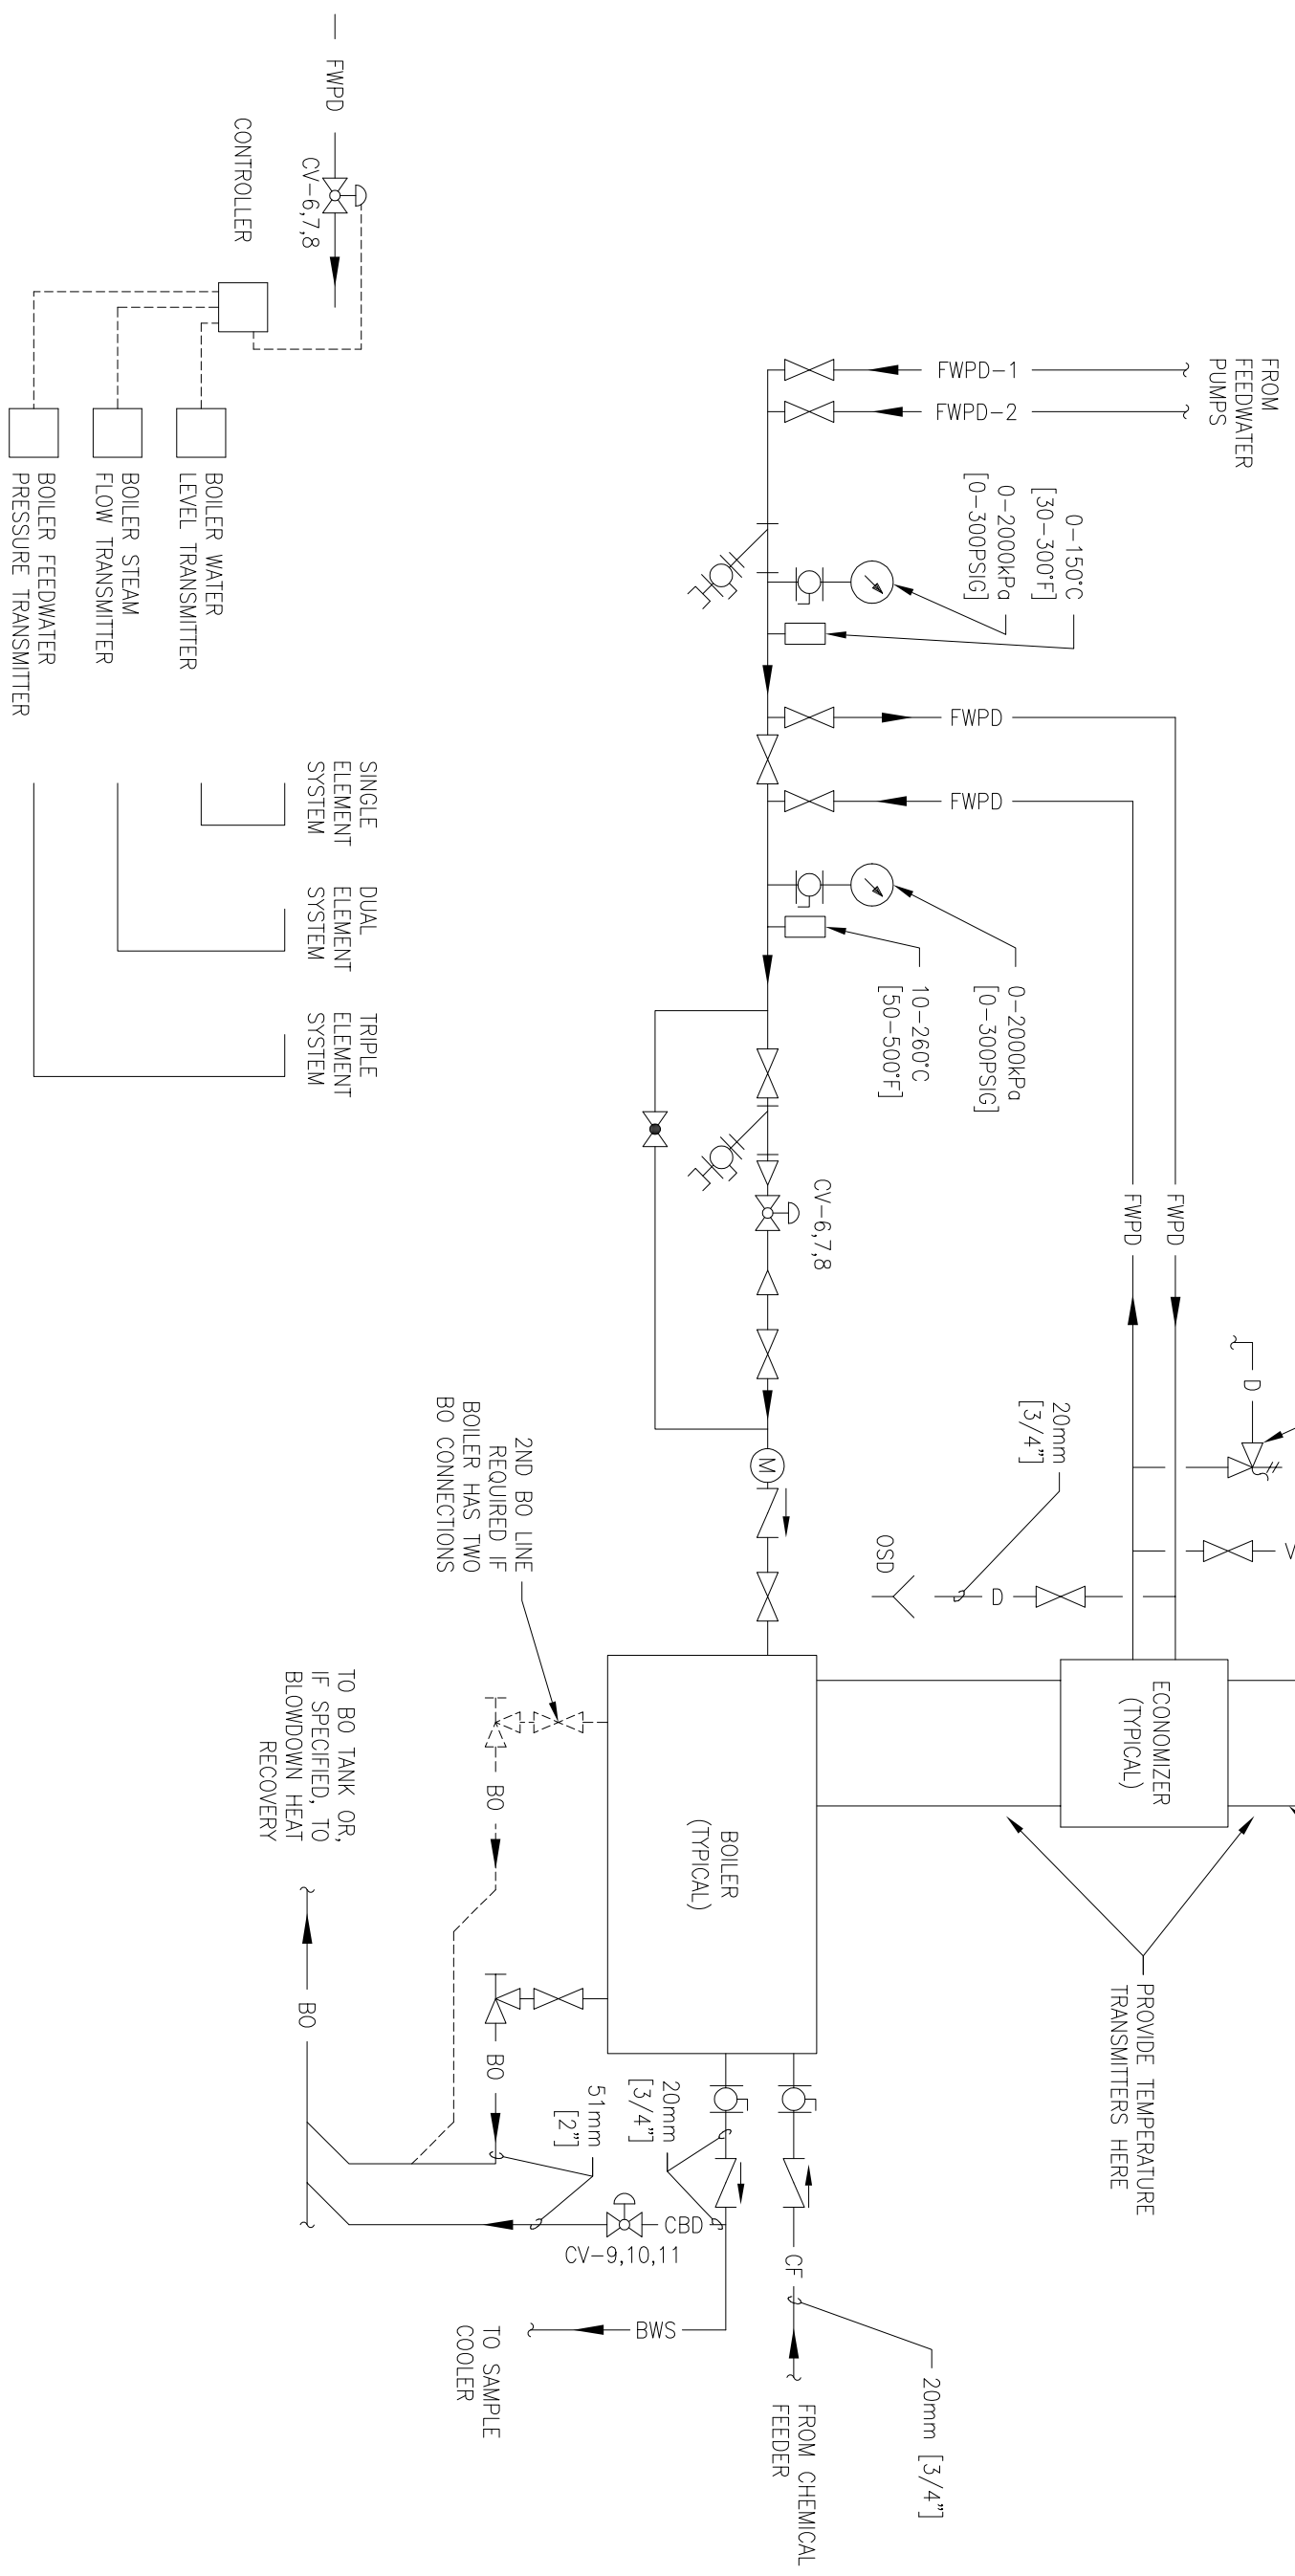 FROM
FEEDWATER
PUMPS
FWPD-1
FWPD-2
0-150°C
[30-300°F]
0-2000kPa
[0-300PSIG]
FWPD
FWPD
0-2000kPa
[0-300PSIG]
10-260°C
[50-500°F]
FWPD
FWPD
CV-6,7,8
M
D
V
20mm
[3/4"]
D
OSD
ECONOMIZER
(TYPICAL)
PROVIDE TEMPERATURE
TRANSMITTERS HERE
BOILER
(TYPICAL)
2ND BO LINE
REQUIRED IF
BOILER HAS TWO
BO CONNECTIONS
BO
BO
TO BO TANK OR,
IF SPECIFIED, TO
BLOWDOWN HEAT
RECOVERY
BO
20mm
[3/4"]
51mm
[2"]
CBD
CV-9,10,11
BWS
TO SAMPLE
COOLER
CF
20mm [3/4"]
FROM CHEMICAL
FEEDER
FWPD
CV-6,7,8
CONTROLLER
BOILER WATER
LEVEL TRANSMITTER
BOILER STEAM
FLOW TRANSMITTER
BOILER FEEDWATER
PRESSURE TRANSMITTER
SINGLE
ELEMENT
SYSTEM
DUAL
ELEMENT
SYSTEM
TRIPLE
ELEMENT
SYSTEM